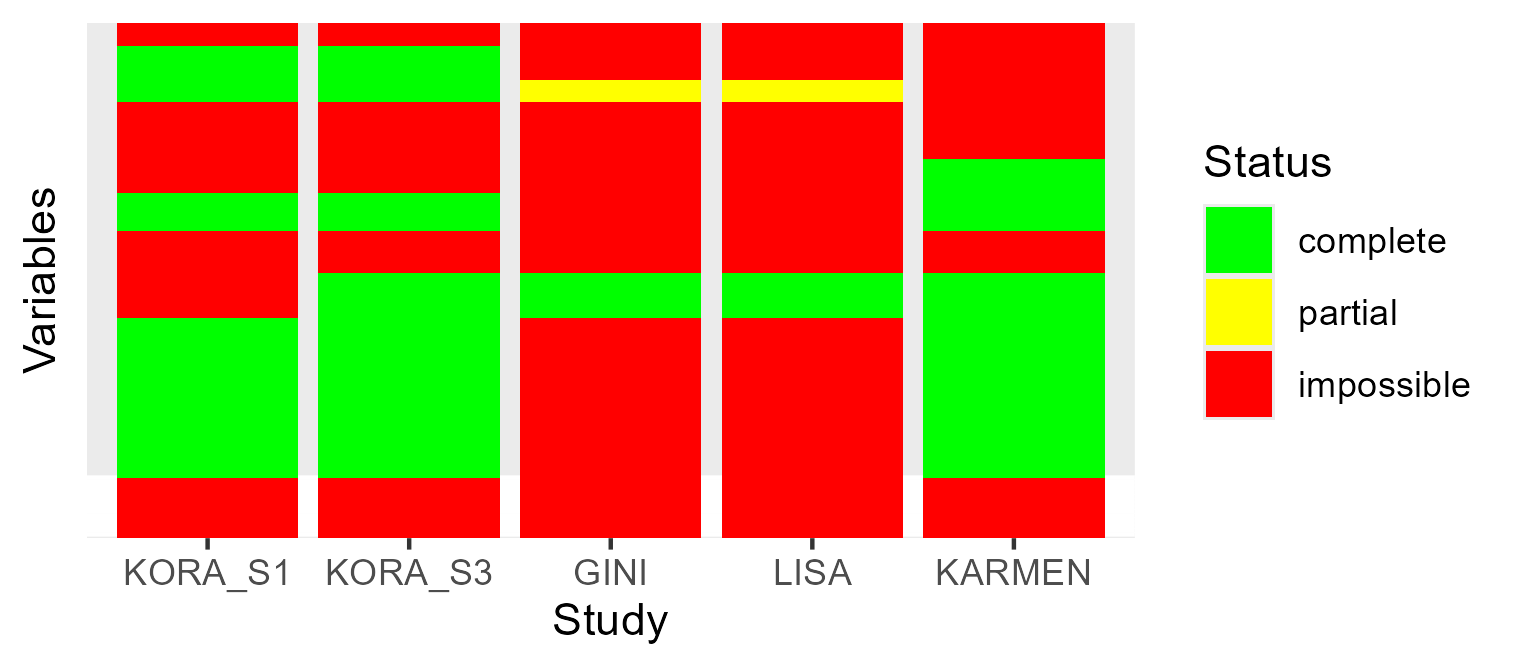 Variables
KORA_S1 KORA_S3 GINI LISA KARMEN
Study
Status
complete
partial
impossible